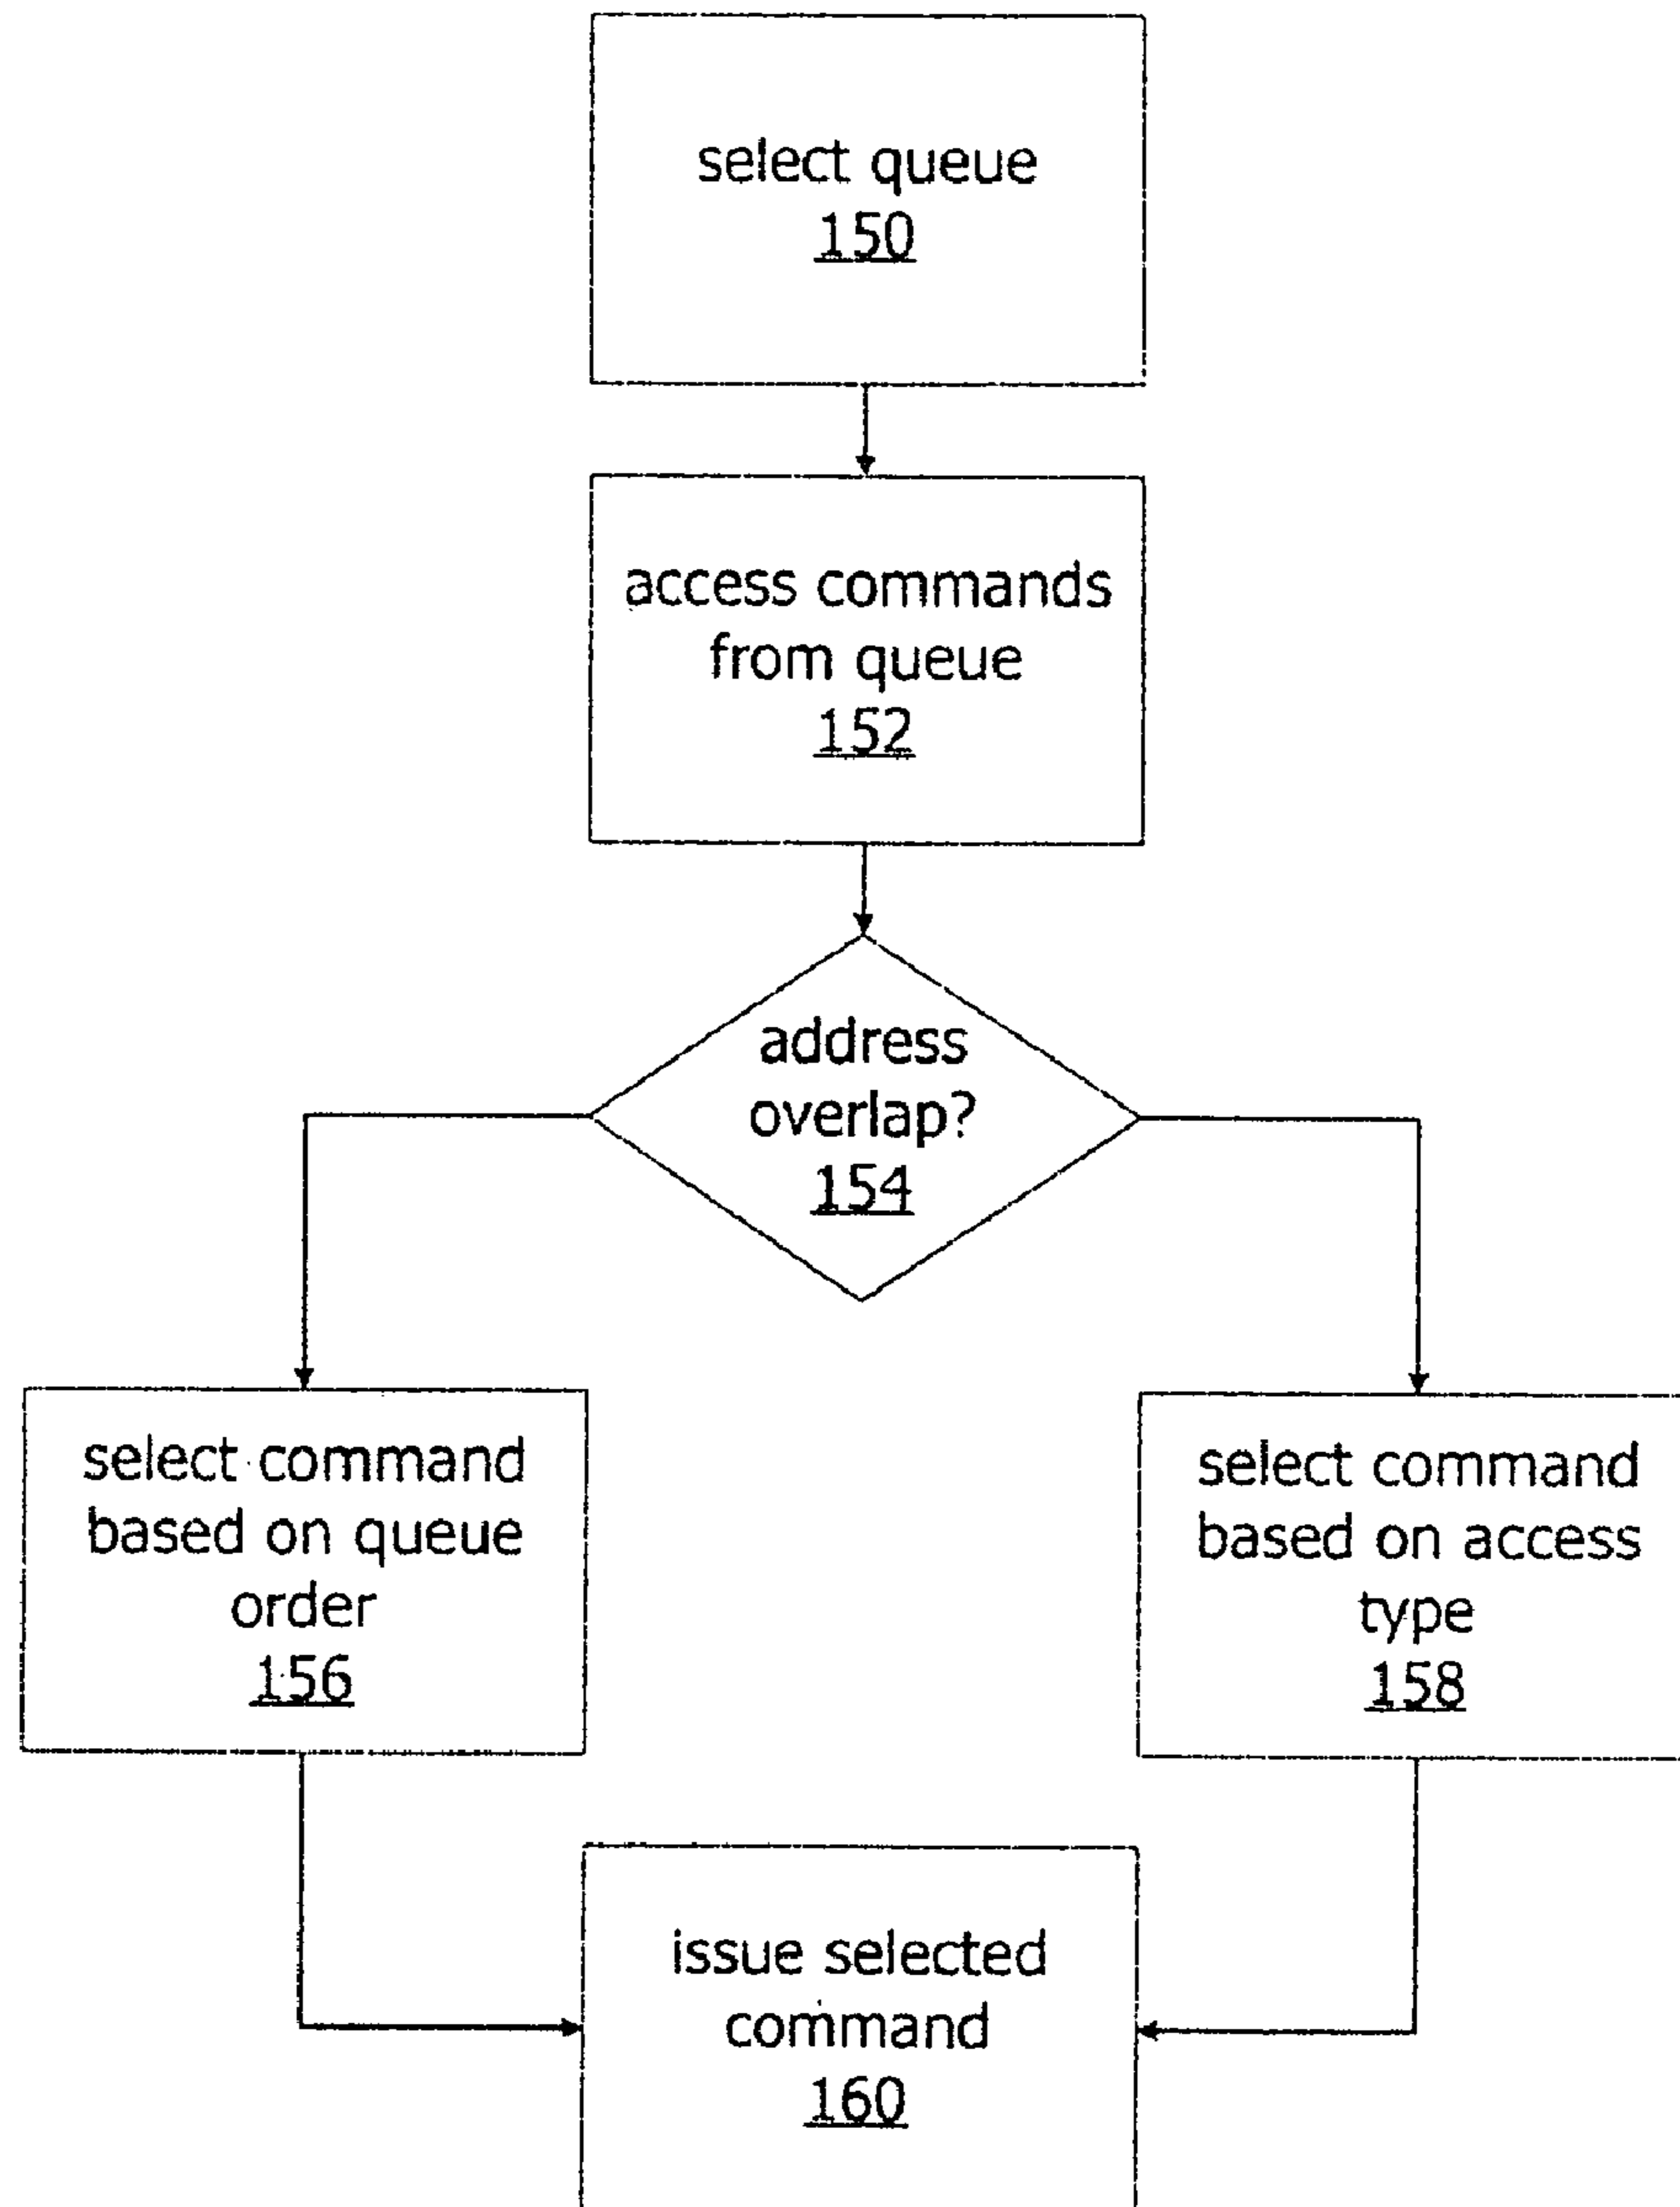 select queue
150
access commands
from queue
152
address
overlap?
154
select command
based on queue
order
156
select command
based on access
type
158
issue selected
command
160